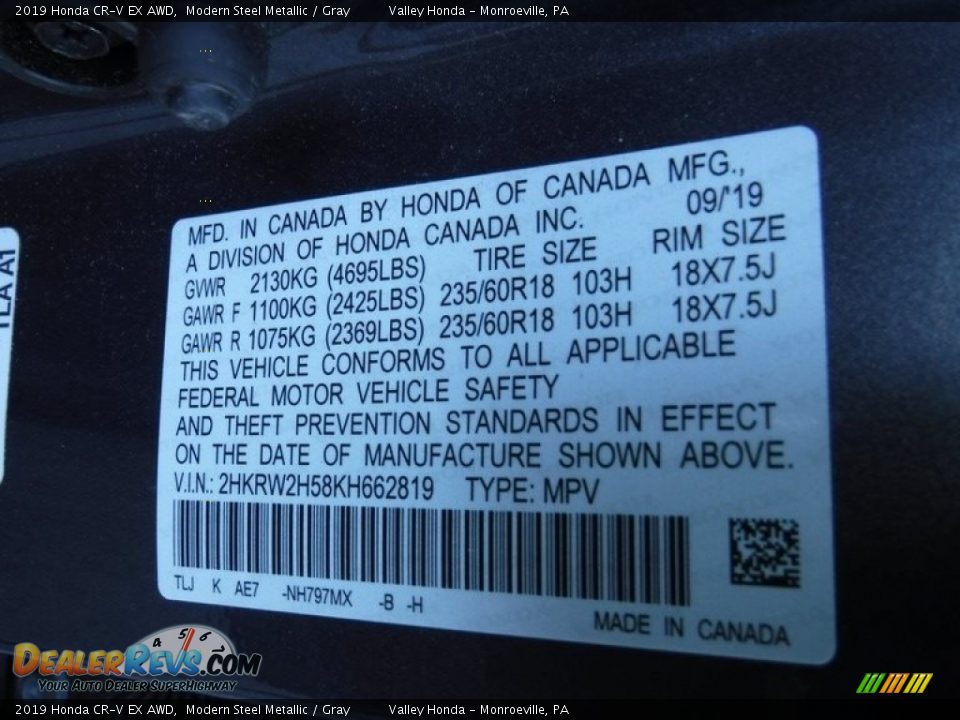 2019 Honda CR-V EX AWD, Modern Steel Metallic / Gray Valley Honda - Monroeville, PA
TLA A1
MFD. IN CANADA BY HONDA OF CANADA MFG.,
A DIVISION OF HONDA CANADA INC. 09/'19
GVWR 2130KG (4695LBS) TIRE SIZE RIM SIZE
GAWR F 1100KG (2425LBS) 235/60R18 103H 18X7.5J
GAWR R 1075KG (2369LBS) 235/60R18 103H 18X7.5J
THIS VEHICLE CONFORMS TO ALL APPLICABLE
FEDERAL MOTOR VEHICLE SAFETY
AND THEFT PREVENTION STANDARDS IN EFFECT
ON THE DATE OF MANUFACTURE SHOWN ABOVE.
V.I.N.: 2HKRW2H58KH662819 TYPE: MPV
TLJ K AE7 -NH797MX -B -H
MADE IN CANADA
4 5 6
DEALERREVS.COM
YOUR AUTO DEALER SUPERHIGHWAY
2019 Honda CR-V EX AWD, Modern Steel Metallic / Gray Valley Honda - Monroeville, PA